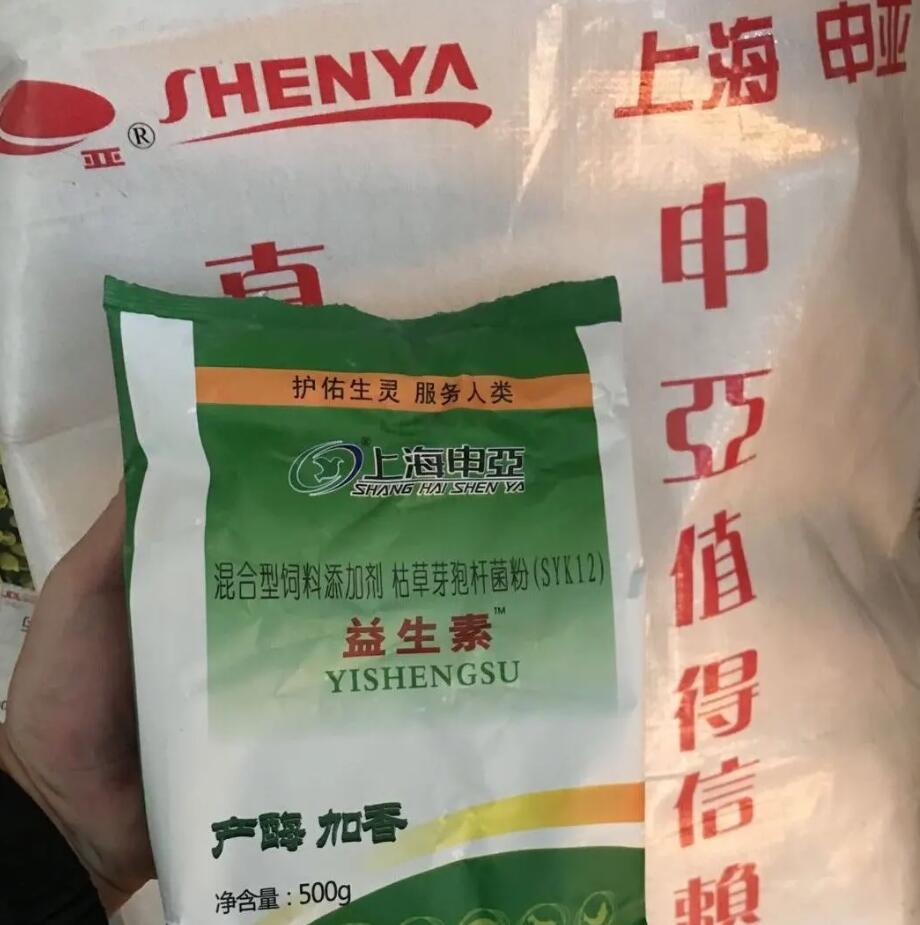 SHENYA
亚®
上海 申亚
申亞值得信賴
护佑生灵 服务人类
®
上海申亞
SHANG HAI SHEN YA
混合型饲料添加剂 枯草芽孢杆菌粉(SYK12)
益生素™
YISHENGSU
产酶 加香
净含量:500g